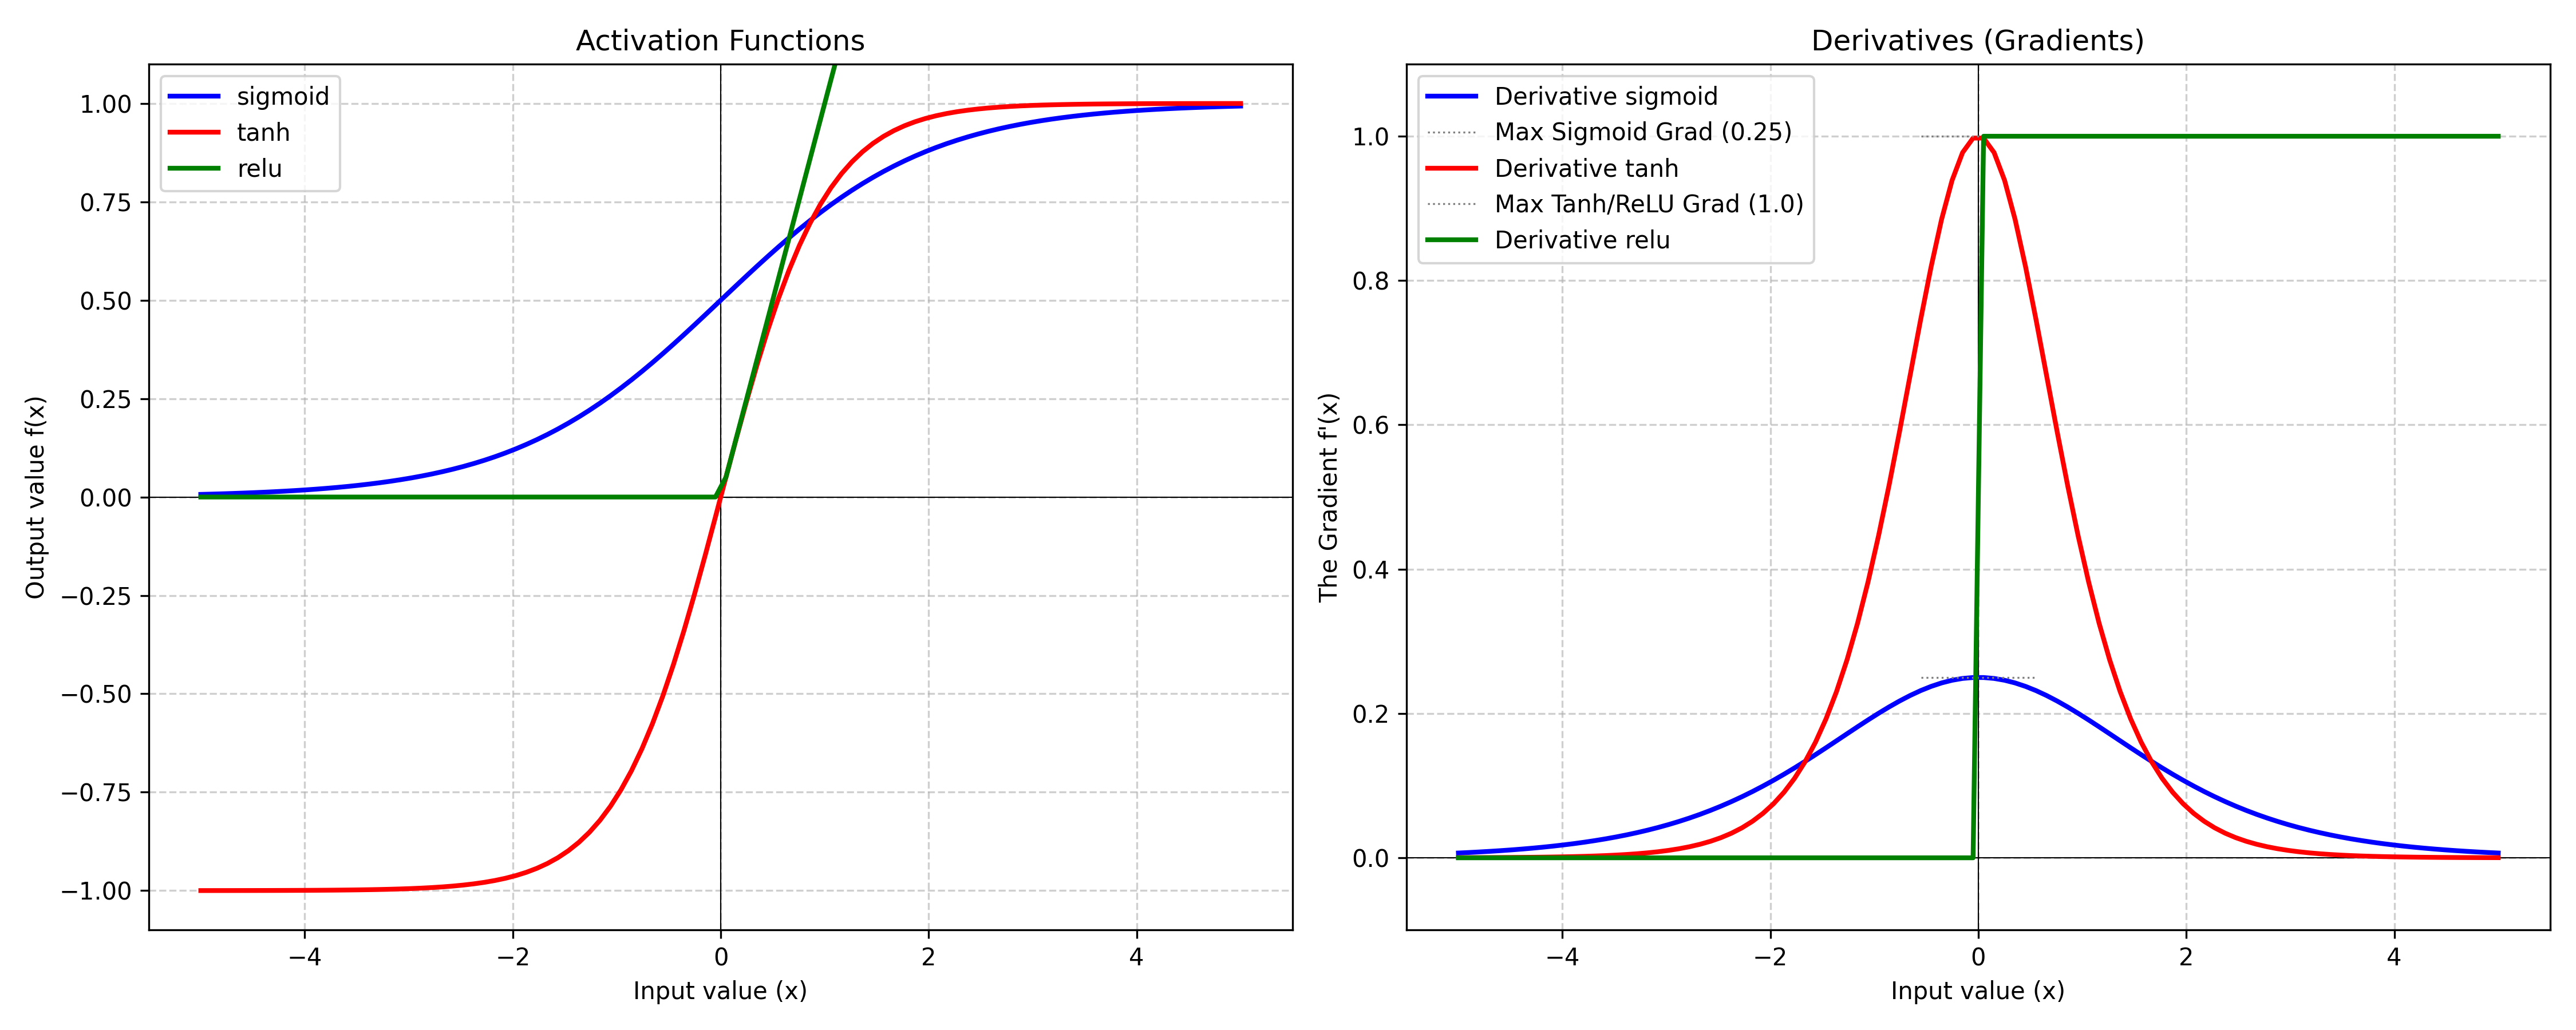 Activation Functions
sigmoid
tanh
relu
1.00
0.75
0.50
0.25
0.00
−0.25
−0.50
−0.75
−1.00
Output value f(x)
−4
−2
0
2
4
Input value (x)
Derivatives (Gradients)
Derivative sigmoid
Max Sigmoid Grad (0.25)
Derivative tanh
Max Tanh/ReLU Grad (1.0)
Derivative relu
1.0
0.8
0.6
0.4
0.2
0.0
The Gradient f'(x)
−4
−2
0
2
4
Input value (x)